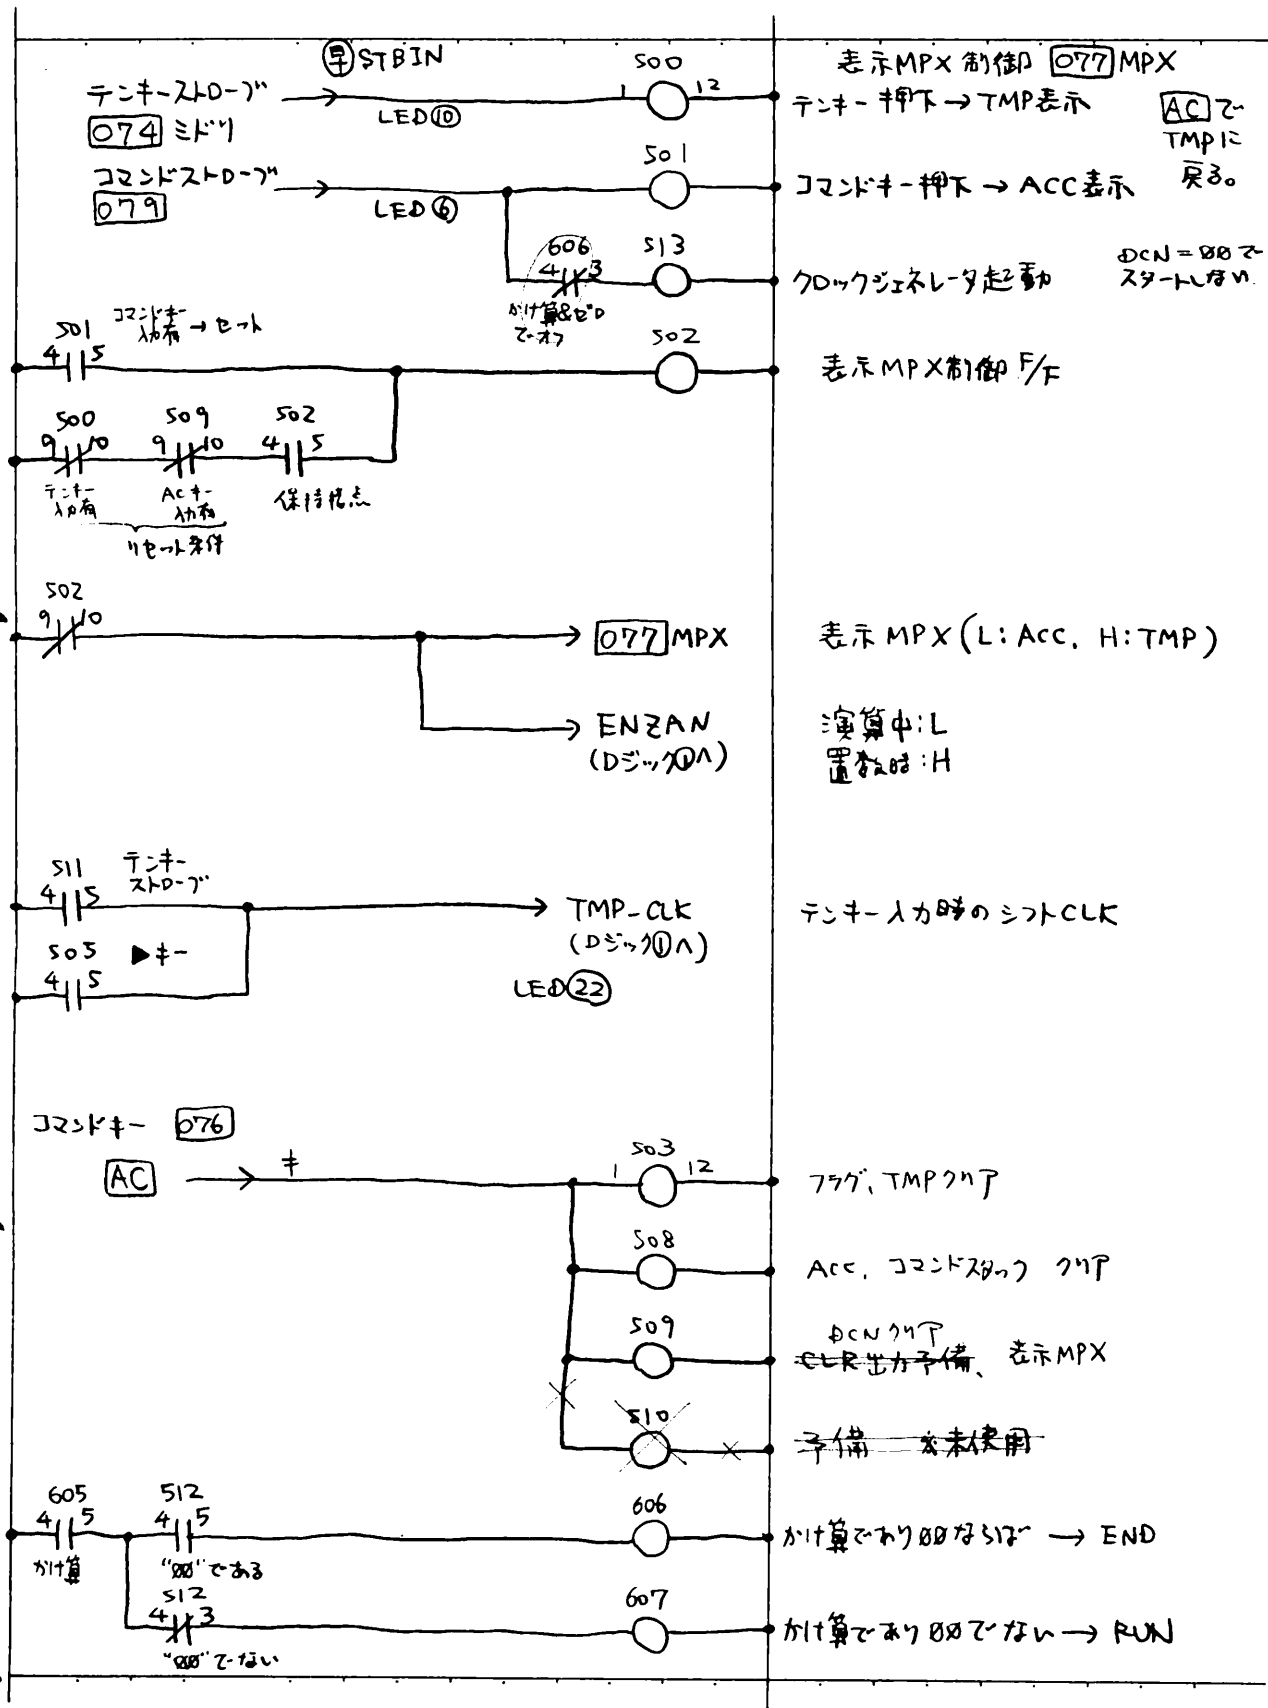 早 STBIN
500
表示MPX 制御 077 MPX
テンキーストローブ
1
12
テンキー押下→TMP表示
AC で
TMPに
戻る。
LED⑩
074 ミドリ
501
コマンドストローブ
コマンドキー押下→ACC表示
LED⑥
079
606
513
4
3
クロックジェネレータ起動
DCN=00で
スタートしない
かけ算&ゼロ
でオフ
コマンドキー
入力有→セット
501
4 5
502
表示MPX制御F/F
500
509
502
9 10
9 10
4 5
テンキー
入力有
ACキー
入力有
保持接点
リセット条件
502
9 10
077 MPX
表示MPX(L:ACC, H:TMP)
ENZAN
(Dジック①へ)
演算中:L
置数時:H
511
テンキー
ストローブ
4 5
TMP-CLK
(Dジック①へ)
テンキー入力時のシフトCLK
505
▶キー
4 5
LED㉒
コマンドキー 076
AC
キ
503
1
12
フラグ、TMPクリア
508
ACC, コマンドスタック クリア
509
DCNクリア
CLR出力予備、表示MPX
510
予備 未使用
605
512
606
4 5
4 5
かけ算であり00ならば→END
かけ算
"00"である
512
607
4 3
かけ算であり00でない→RUN
"00"でない